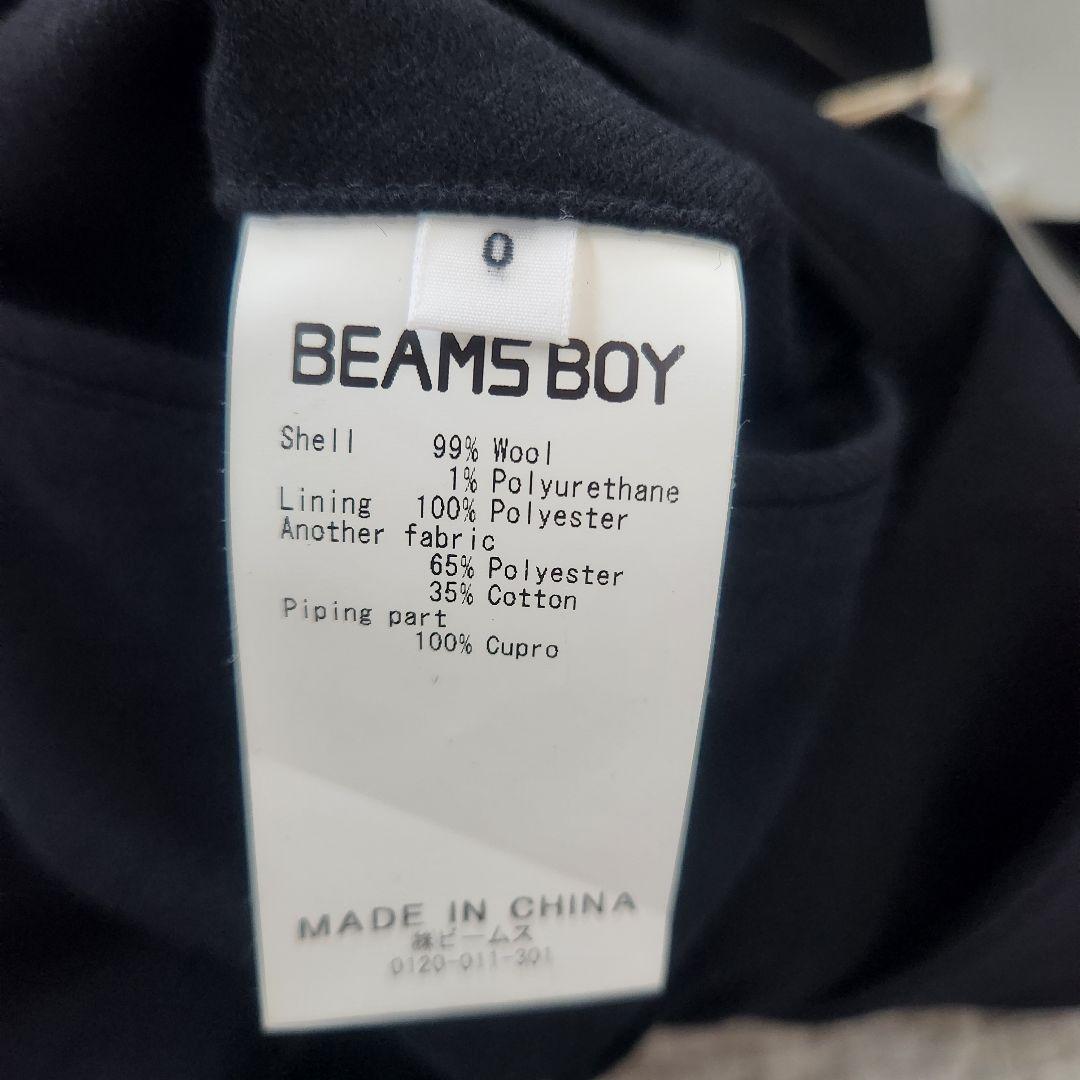 0
BEAMS BOY
Shell 99% Wool
1% Polyurethane
Lining 100% Polyester
Another fabric
65% Polyester
35% Cotton
Piping part
100% Cupro
MADE IN CHINA
㈱ビームス
0120-011-301